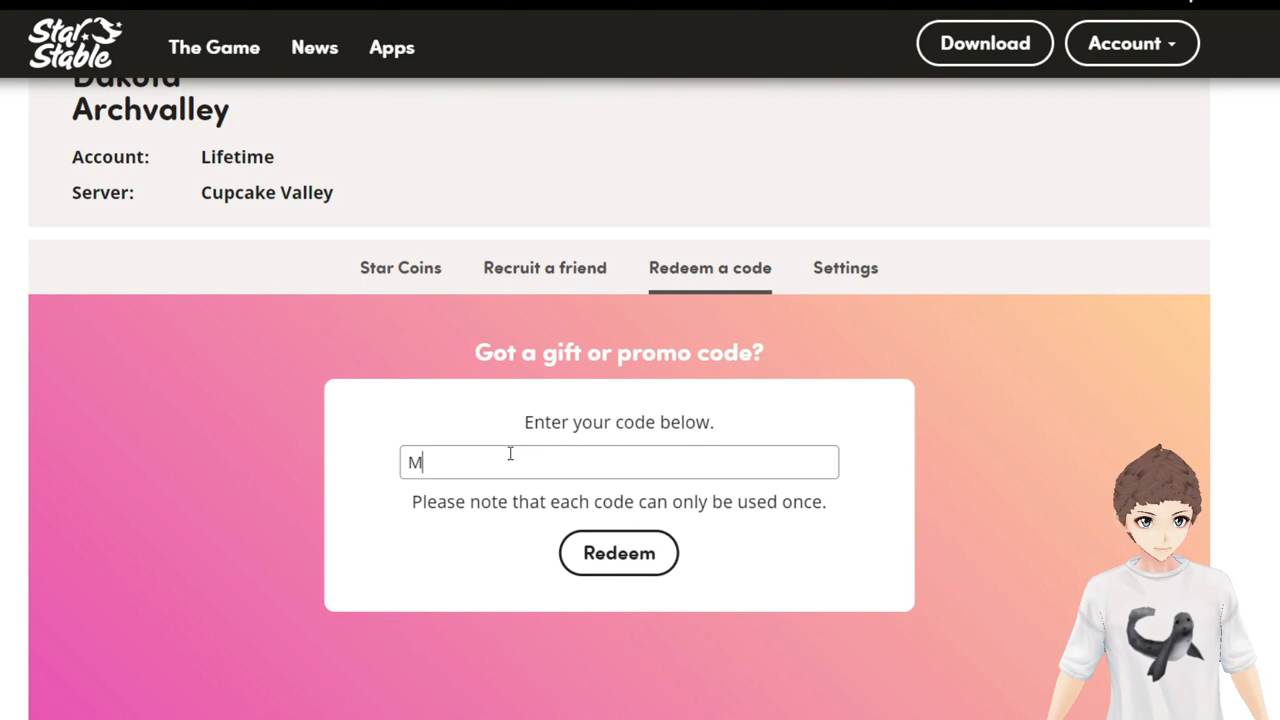 Star Stable
The Game
News
Apps
Download
Account
Dakota
Archvalley
Account: Lifetime
Server: Cupcake Valley
Star Coins
Recruit a friend
Redeem a code
Settings
Got a gift or promo code?
Enter your code below.
M
Please note that each code can only be used once.
Redeem